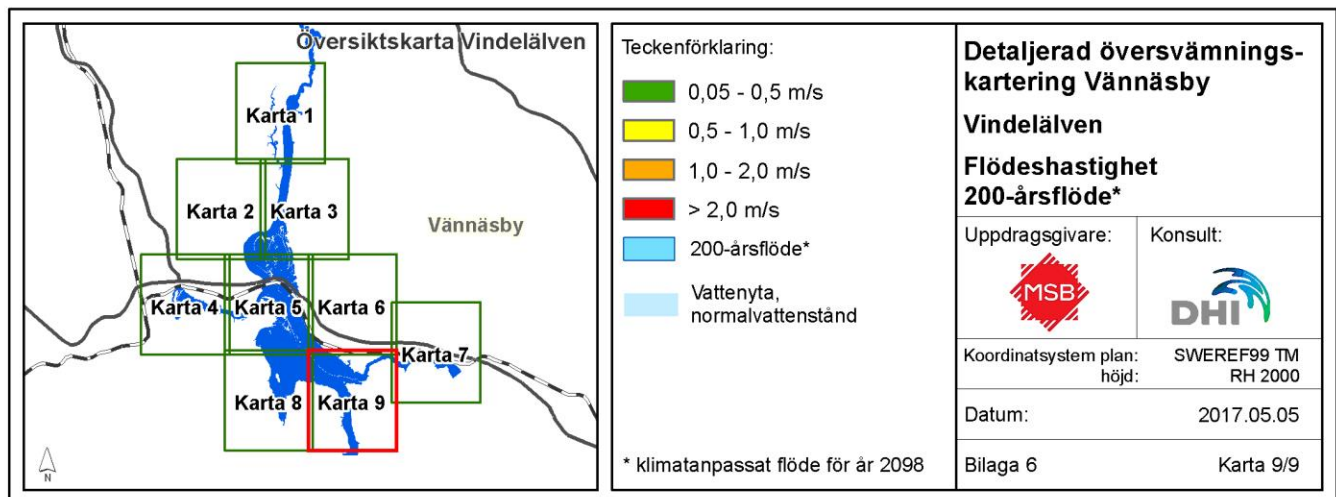 Översiktskarta Vindelälven
Karta 1
Karta 2
Karta 3
Vännäsby
Karta 4
Karta 5
Karta 6
Karta 7
Karta 8
Karta 9
N
Teckenförklaring:
0,05 - 0,5 m/s
0,5 - 1,0 m/s
1,0 - 2,0 m/s
> 2,0 m/s
200-årsflöde*
Vattenyta,
normalvattenstånd
* klimatanpassat flöde för år 2098
Detaljerad översvämnings-
kartering Vännäsby
Vindelälven
Flödeshastighet
200-årsflöde*
Uppdragsgivare:
MSB
Konsult:
DHI
Koordinatsystem plan: SWEREF99 TM
höjd: RH 2000
Datum: 2017.05.05
Bilaga 6 Karta 9/9